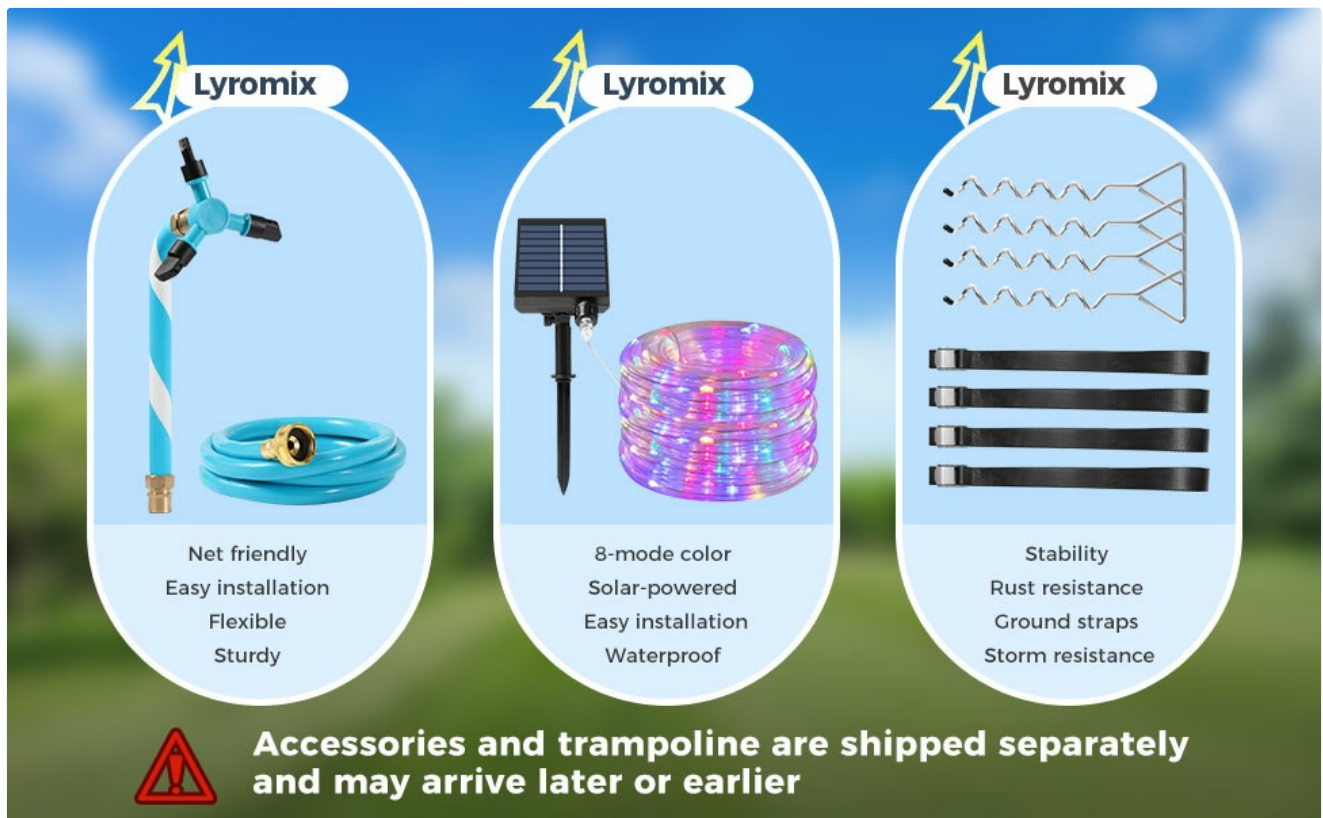 Lyromix
Net friendly
Easy installation
Flexible
Sturdy
Lyromix
8-mode color
Solar-powered
Easy installation
Waterproof
Lyromix
Stability
Rust resistance
Ground straps
Storm resistance
Accessories and trampoline are shipped separately
and may arrive later or earlier